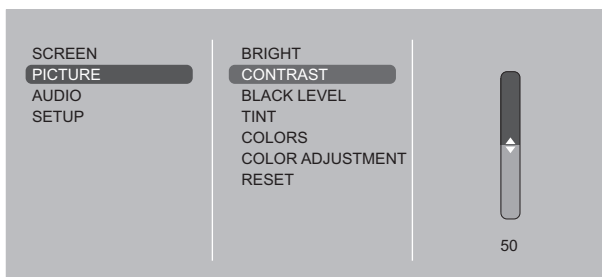 SCREEN
PICTURE
AUDIO
SETUP
BRIGHT
CONTRAST
BLACK LEVEL
TINT
COLORS
COLOR ADJUSTMENT
RESET
50